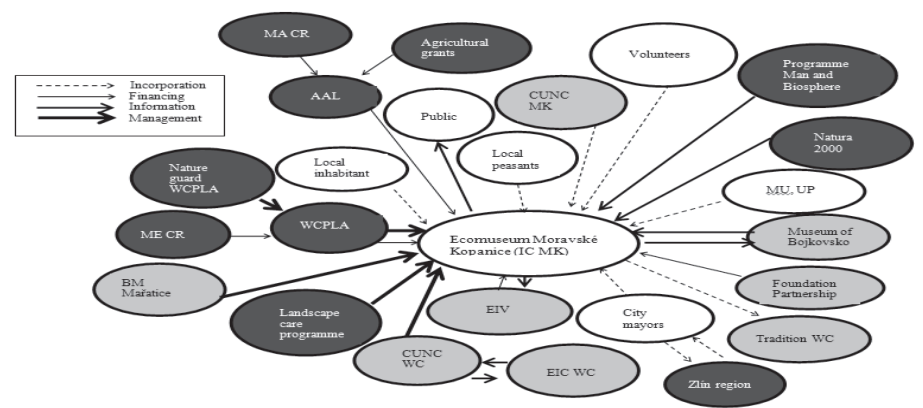 MA CR
Agricultural
grants
Volunteers
Programme
Man and
Biosphere
Incorporation
Financing
Information
Management
AAL
Public
CUNC
MK
Natura
2000
Nature
guard
WCPLA
Local
inhabitant
Local
peasants
MU, UP
ME CR
WCPLA
Ecomuseum Moravské
Kopanice (IC MK)
Museum of
Bojkovsko
BM
Mařatice
Foundation
Partnership
Landscape
care
programme
EIV
City
mayors
Tradition WC
CUNC
WC
EIC WC
Zlín region